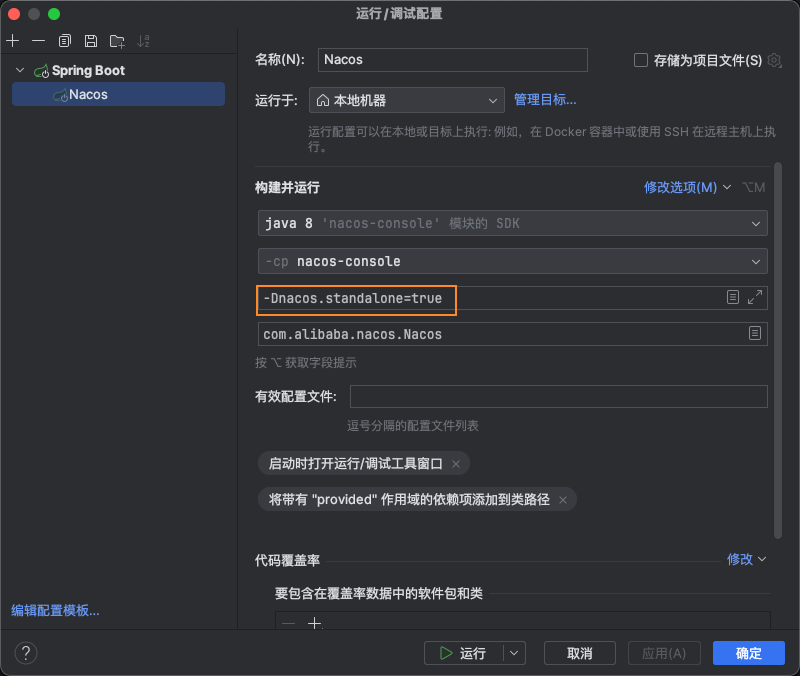 运行/调试配置
Spring Boot
Nacos
名称(N):
Nacos
存储为项目文件(S)
运行于:
本地机器
管理目标...
运行配置可以在本地或目标上执行: 例如，在 Docker 容器中或使用 SSH 在远程主机上执
行。
构建并运行
修改选项(M)
⌥M
java 8 'nacos-console' 模块的 SDK
-cp nacos-console
-Dnacos.standalone=true
com.alibaba.nacos.Nacos
按 ⌥ 获取字段提示
有效配置文件:
逗号分隔的配置文件列表
启动时打开运行/调试工具窗口 ×
将带有 "provided" 作用域的依赖项添加到类路径 ×
代码覆盖率
修改
要包含在覆盖率数据中的软件包和类
编辑配置模板...
?
运行
取消
应用(A)
确定